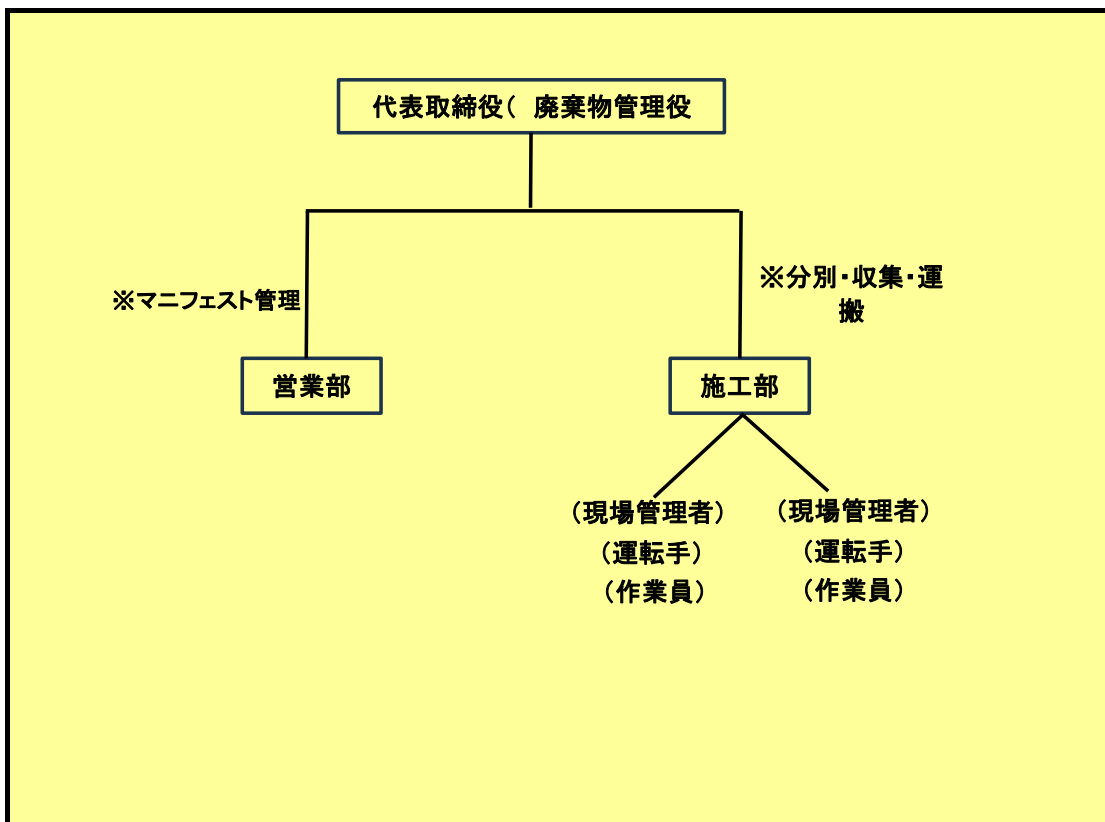 代表取締役( 廃棄物管理役
※マニフェスト管理
※分別・収集・運
搬
営業部
施工部
(現場管理者)
(運転手)
(作業員)
(現場管理者)
(運転手)
(作業員)